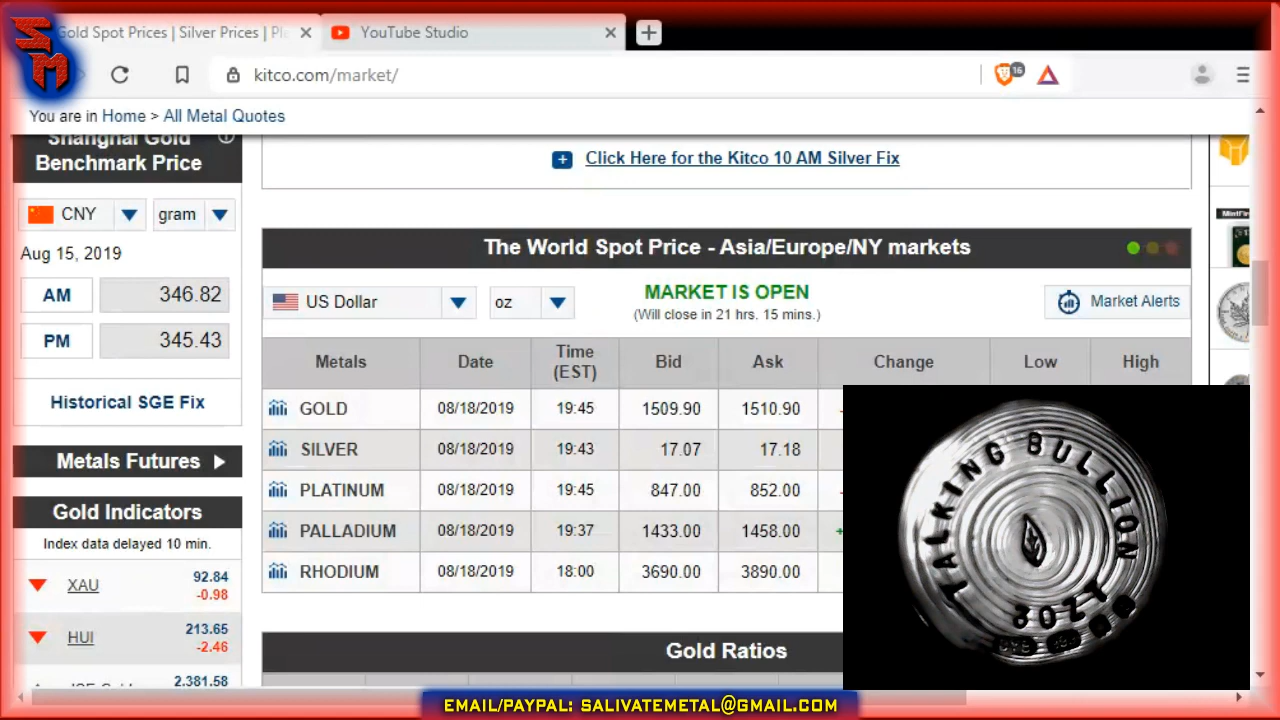 SM
Gold Spot Prices | Silver Prices | Pl
YouTube Studio
kitco.com/market/
16
You are in Home > All Metal Quotes
Shanghai Gold
Benchmark Price
CNY
gram
Aug 15, 2019
AM
346.82
PM
345.43
Historical SGE Fix
Metals Futures
Gold Indicators
Index data delayed 10 min.
XAU
92.84
-0.98
HUI
213.65
-2.46
2,381.58
Click Here for the Kitco 10 AM Silver Fix
The World Spot Price - Asia/Europe/NY markets
US Dollar
oz
MARKET IS OPEN
(Will close in 21 hrs. 15 mins.)
Market Alerts
Metals Date Time (EST) Bid Ask Change Low High
GOLD 08/18/2019 19:45 1509.90 1510.90
SILVER 08/18/2019 19:43 17.07 17.18
PLATINUM 08/18/2019 19:45 847.00 852.00
PALLADIUM 08/18/2019 19:37 1433.00 1458.00
RHODIUM 08/18/2019 18:00 3690.00 3890.00
Gold Ratios
TALKING BULLION
2OZT
EMAIL/PAYPAL: SALIVATEMETAL@GMAIL.COM